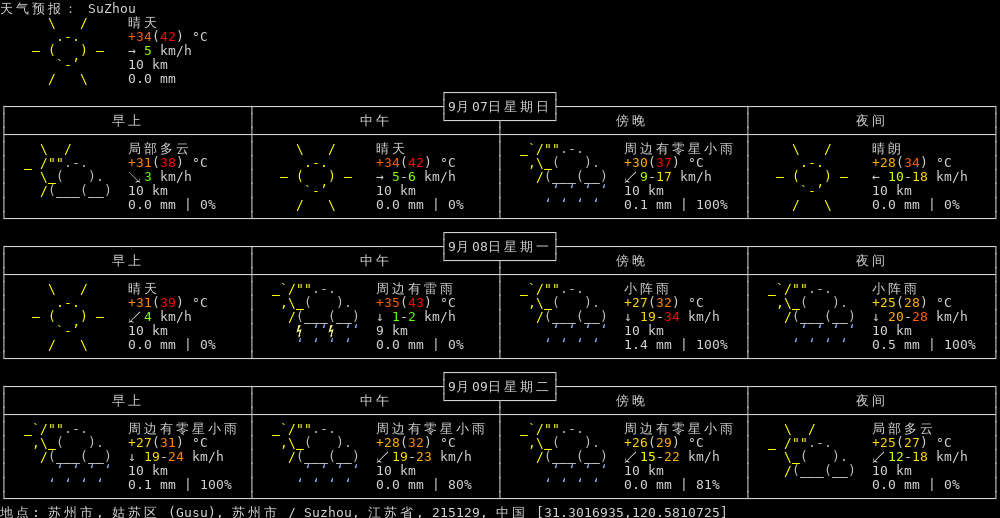 天气预报： SuZhou
晴天
+34(42) °C
→ 5 km/h
10 km
0.0 mm
9月07日星期日
早上 中午 傍晚 夜间
局部多云 晴天 周边有零星小雨 晴朗
+31(38) °C +34(42) °C +30(37) °C +28(34) °C
↘ 3 km/h → 5-6 km/h ↙ 9-17 km/h ← 10-18 km/h
10 km 10 km 10 km 10 km
0.0 mm | 0% 0.0 mm | 0% 0.1 mm | 100% 0.0 mm | 0%
9月08日星期一
早上 中午 傍晚 夜间
晴天 周边有雷雨 小阵雨 小阵雨
+31(39) °C +35(43) °C +27(32) °C +25(28) °C
↙ 4 km/h ↓ 1-2 km/h ↓ 19-34 km/h ↓ 20-28 km/h
10 km 9 km 10 km 10 km
0.0 mm | 0% 0.0 mm | 0% 1.4 mm | 100% 0.5 mm | 100%
9月09日星期二
早上 中午 傍晚 夜间
周边有零星小雨 周边有零星小雨 周边有零星小雨 局部多云
+27(31) °C +28(32) °C +26(29) °C +25(27) °C
↓ 19-24 km/h ↙ 19-23 km/h ↙ 15-22 km/h ↙ 12-18 km/h
10 km 10 km 10 km 10 km
0.1 mm | 100% 0.0 mm | 80% 0.0 mm | 81% 0.0 mm | 0%
地点: 苏州市, 姑苏区 (Gusu), 苏州市 / Suzhou, 江苏省, 215129, 中国 [31.3016935,120.5810725]